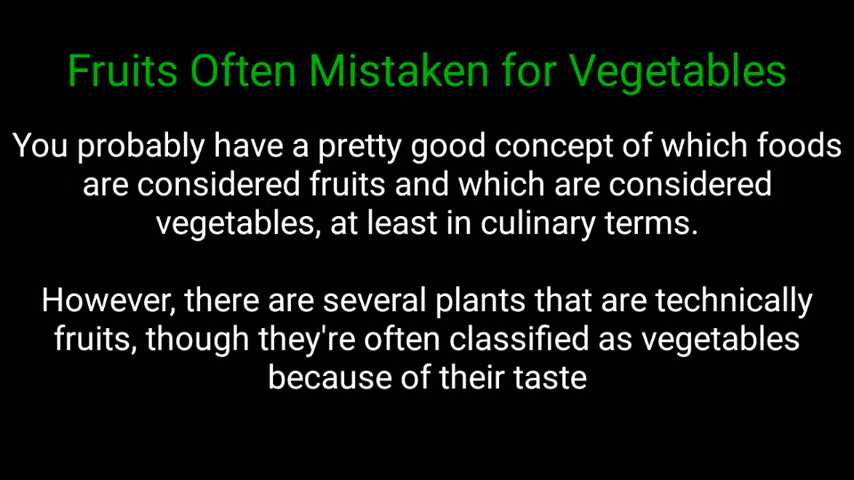 Fruits Often Mistaken for Vegetables
You probably have a pretty good concept of which foods
are considered fruits and which are considered
vegetables, at least in culinary terms.
However, there are several plants that are technically
fruits, though they're often classified as vegetables
because of their taste